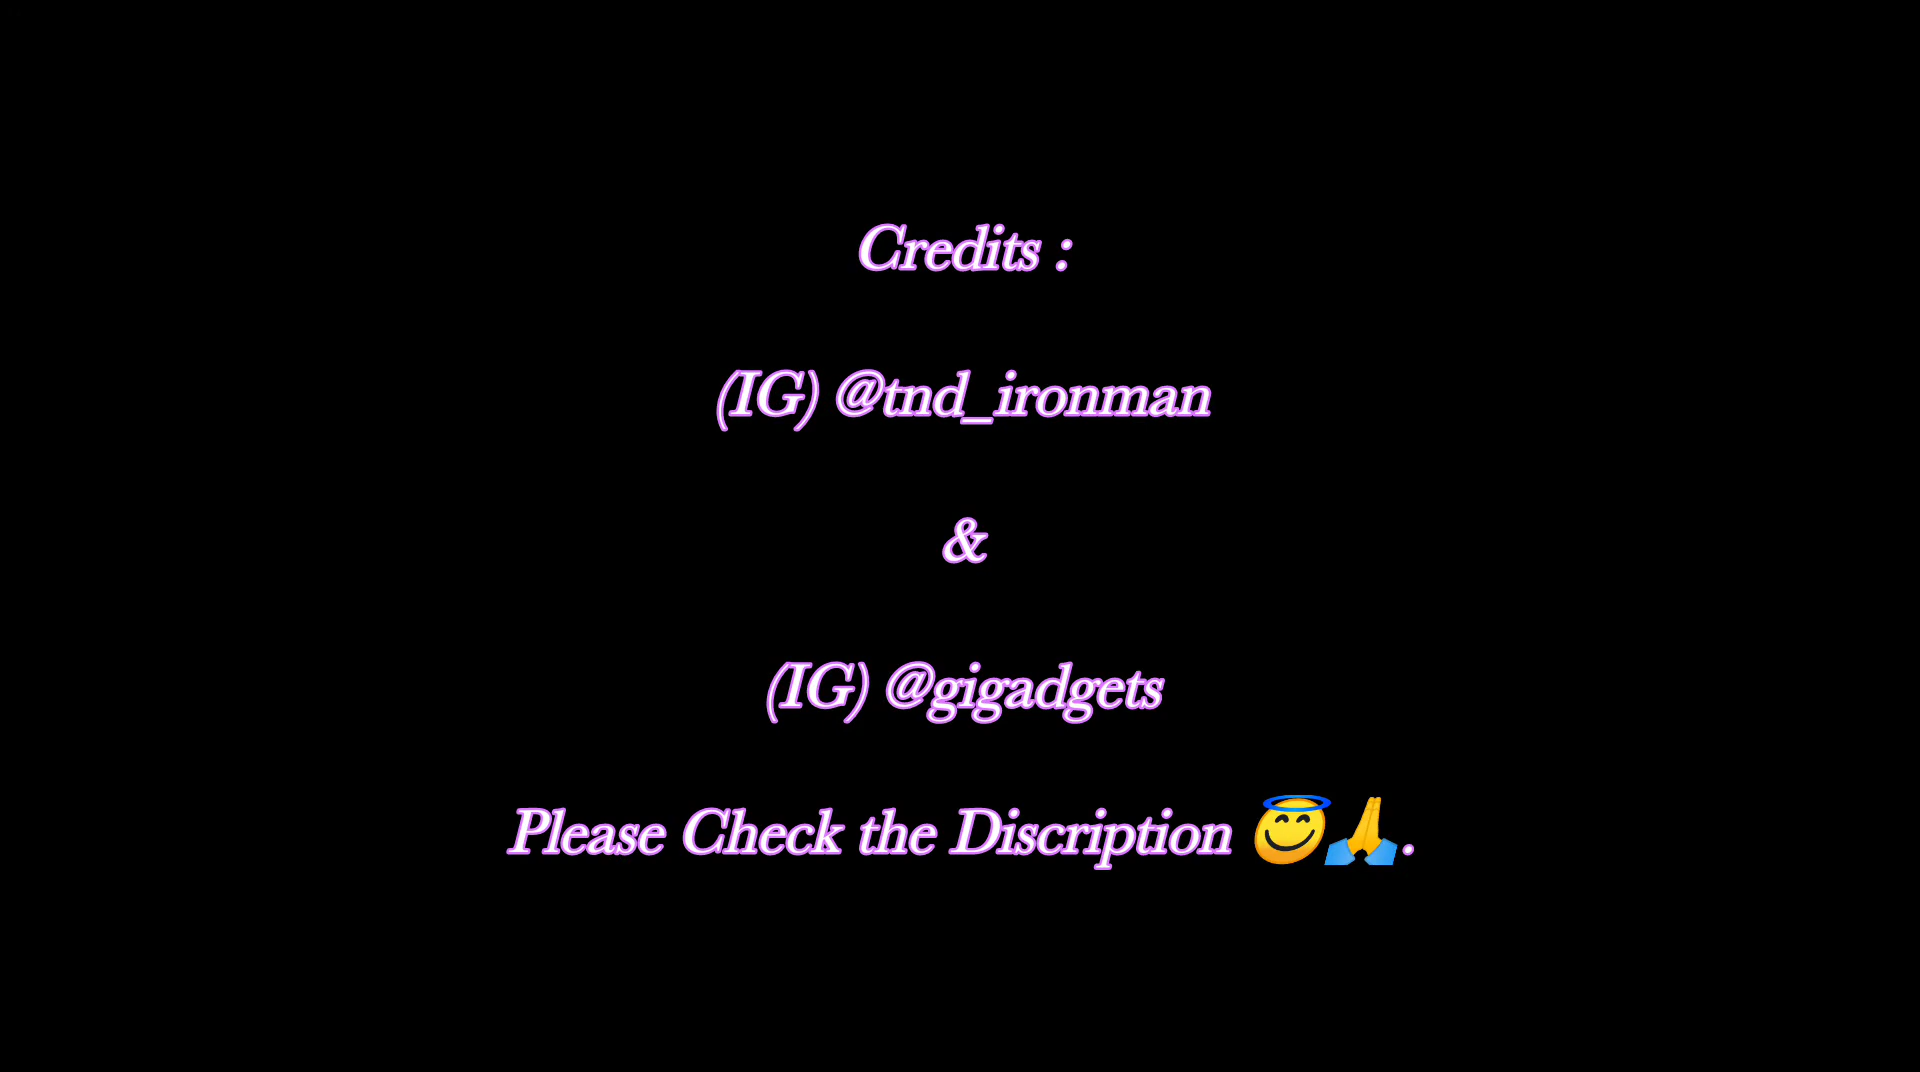 Credits :
(IG) @tnd_ironman
&
(IG) @gigadgets
Please Check the Discription 😇🙏.